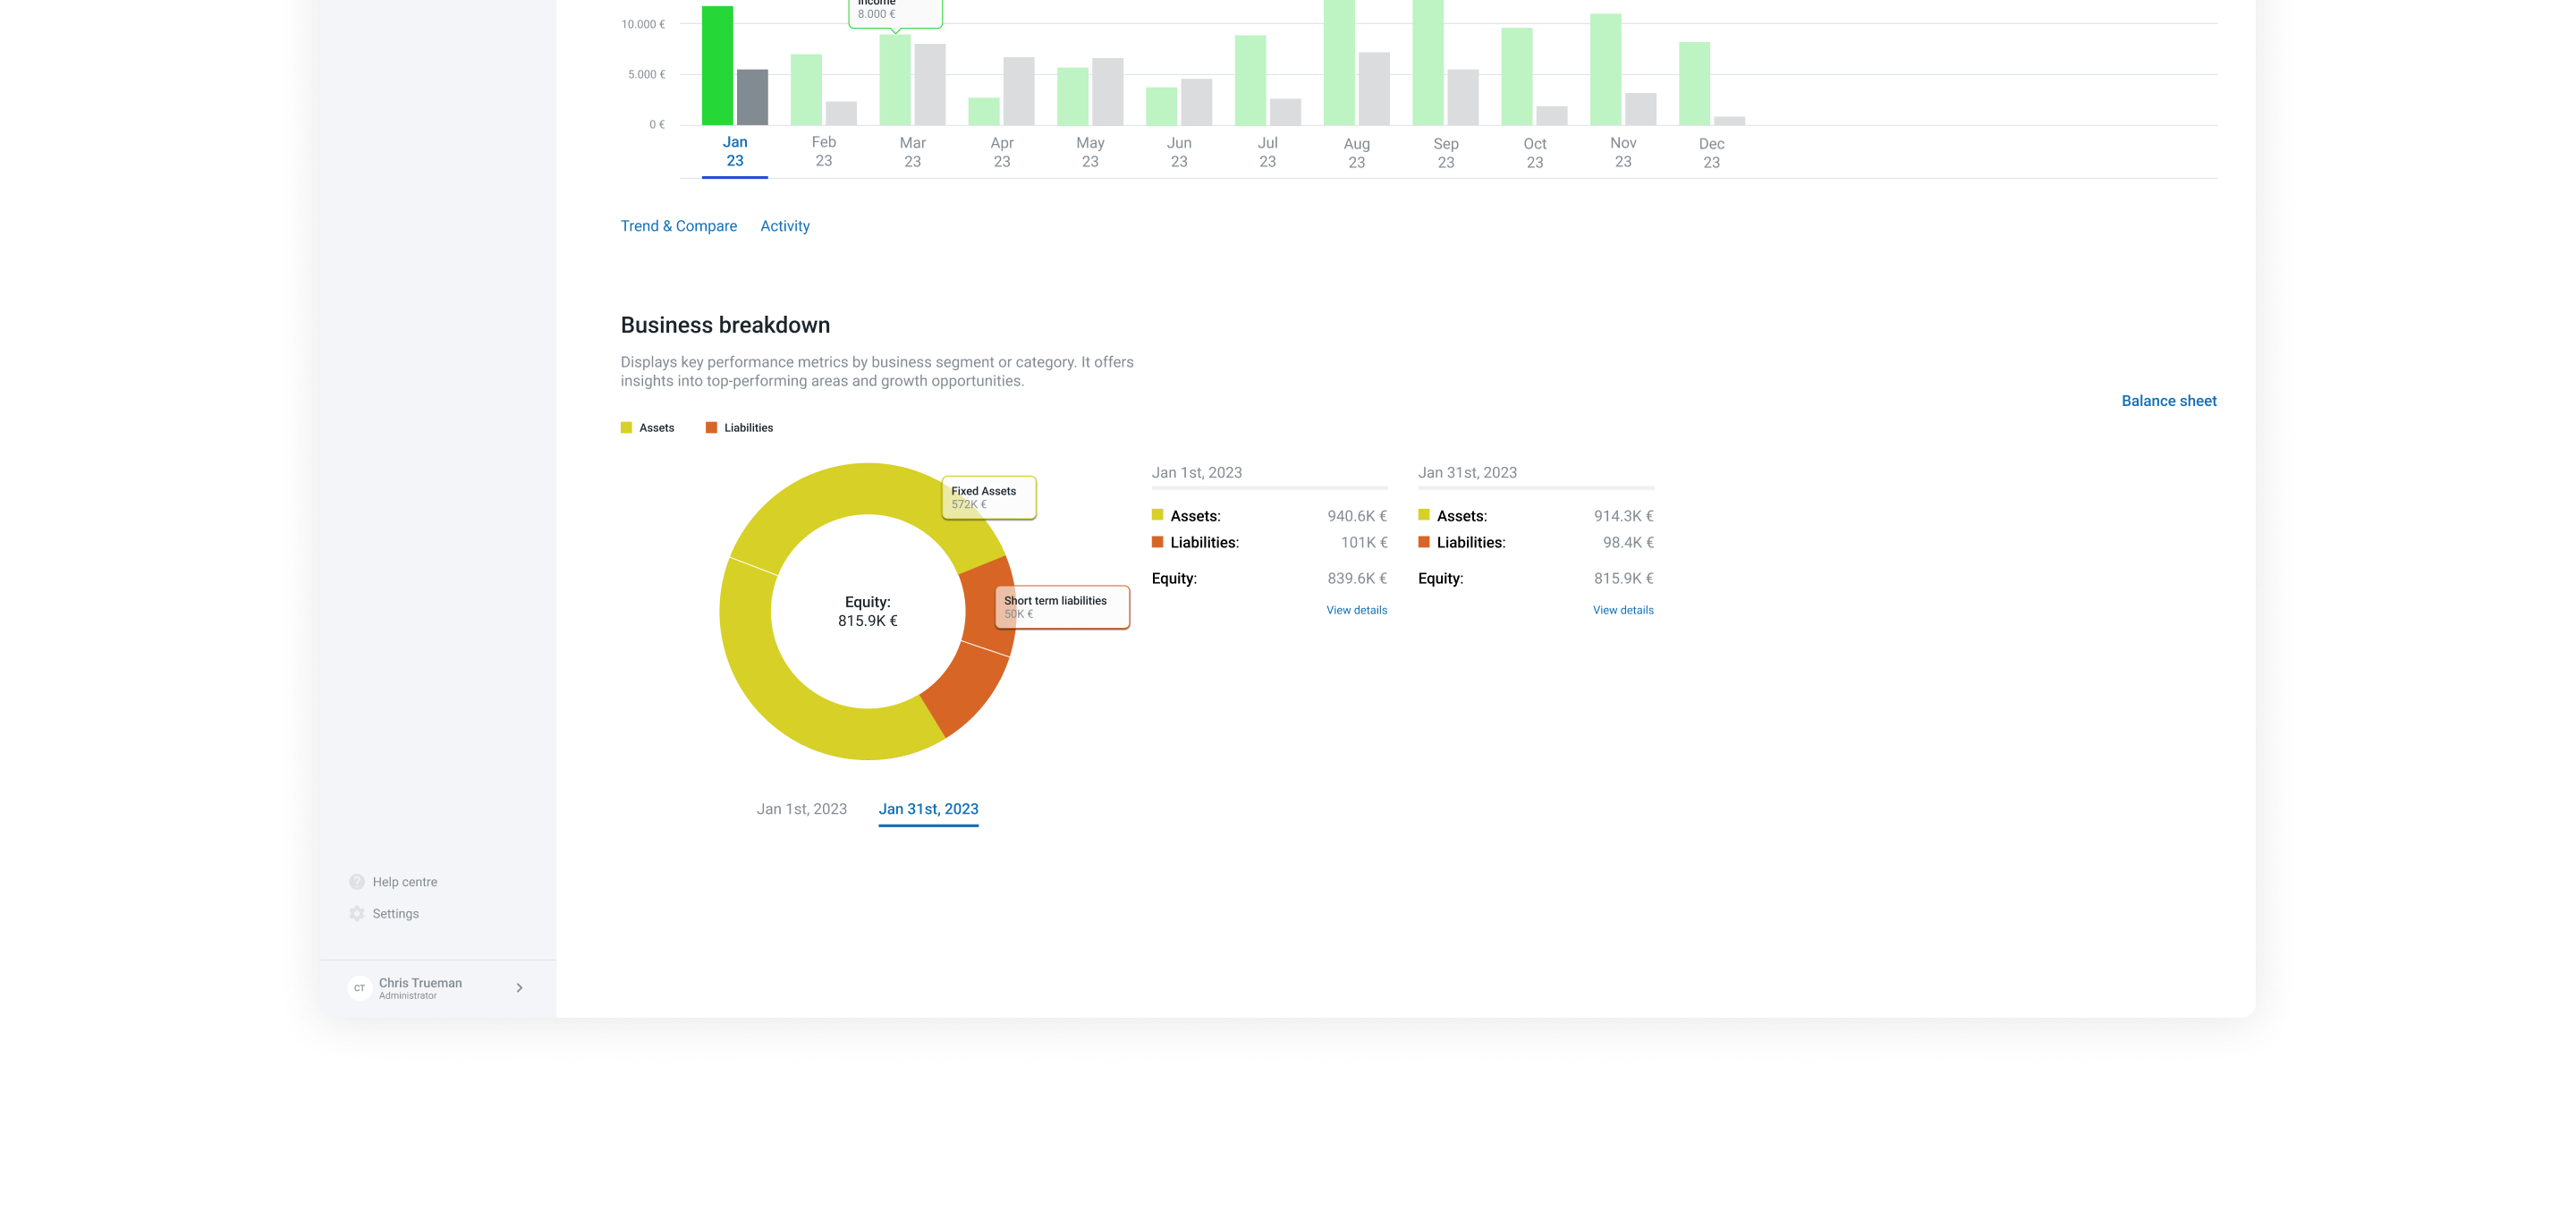 Income
8.000 €
10.000 €
5.000 €
0 €
Jan
23
Feb
23
Mar
23
Apr
23
May
23
Jun
23
Jul
23
Aug
23
Sep
23
Oct
23
Nov
23
Dec
23
Trend & Compare
Activity
Business breakdown
Displays key performance metrics by business segment or category. It offers
insights into top-performing areas and growth opportunities.
Balance sheet
Assets
Liabilities
Fixed Assets
572K €
Short term liabilities
50K €
Equity:
815.9K €
Jan 1st, 2023
Assets: 940.6K €
Liabilities: 101K €
Equity: 839.6K €
View details
Jan 31st, 2023
Assets: 914.3K €
Liabilities: 98.4K €
Equity: 815.9K €
View details
Jan 1st, 2023
Jan 31st, 2023
Help centre
Settings
CT
Chris Trueman
Administrator